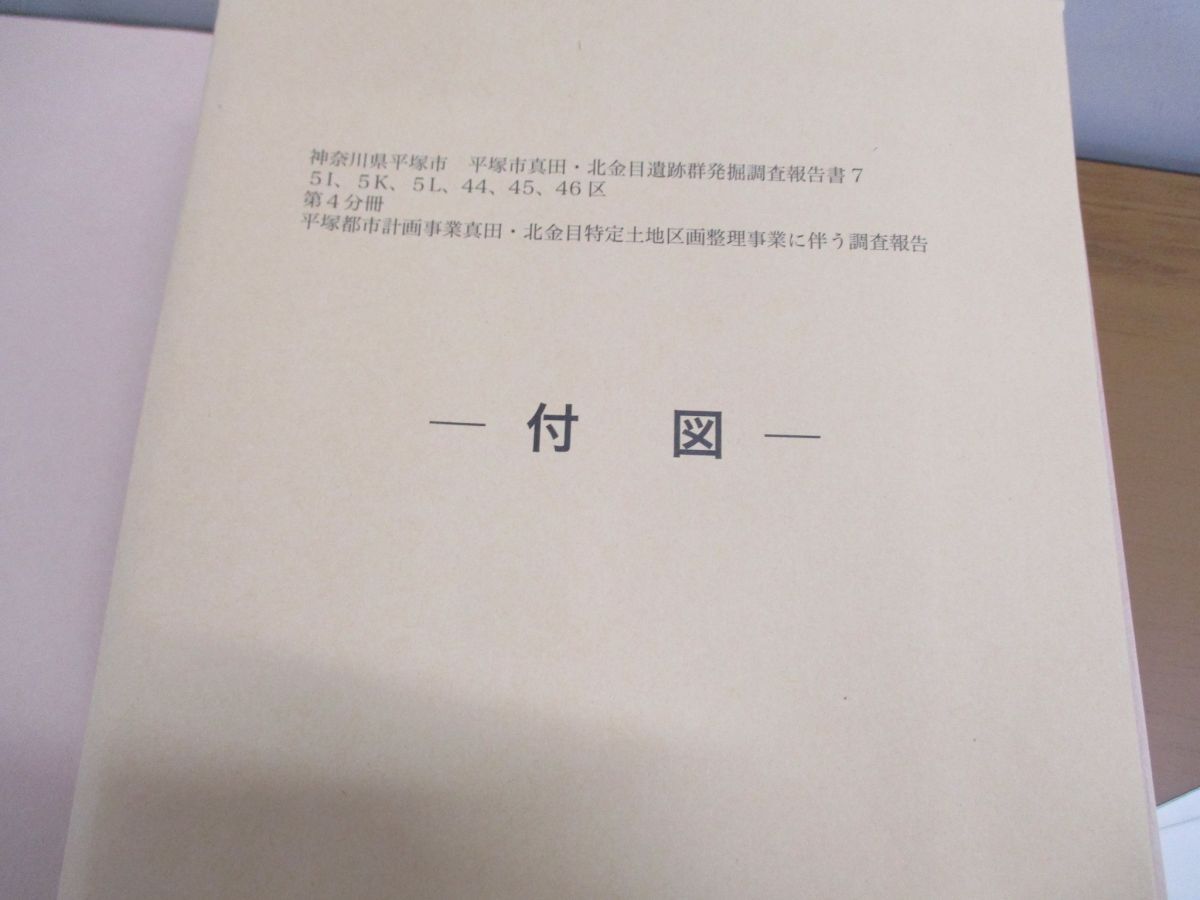 神奈川県平塚市　平塚市真田・北金目遺跡群発掘調査報告書７
５I、５K、５L、44、45、46区
第４分冊
平塚都市計画事業真田・北金目特定土地区画整理事業に伴う調査報告
― 付　図 ―